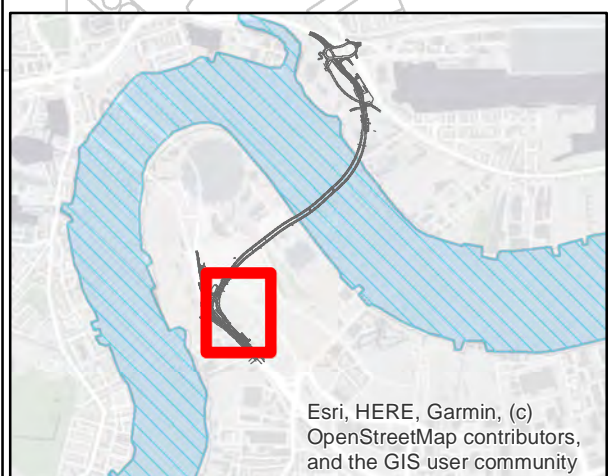 Esri, HERE, Garmin, (c)
OpenStreetMap contributors,
and the GIS user community